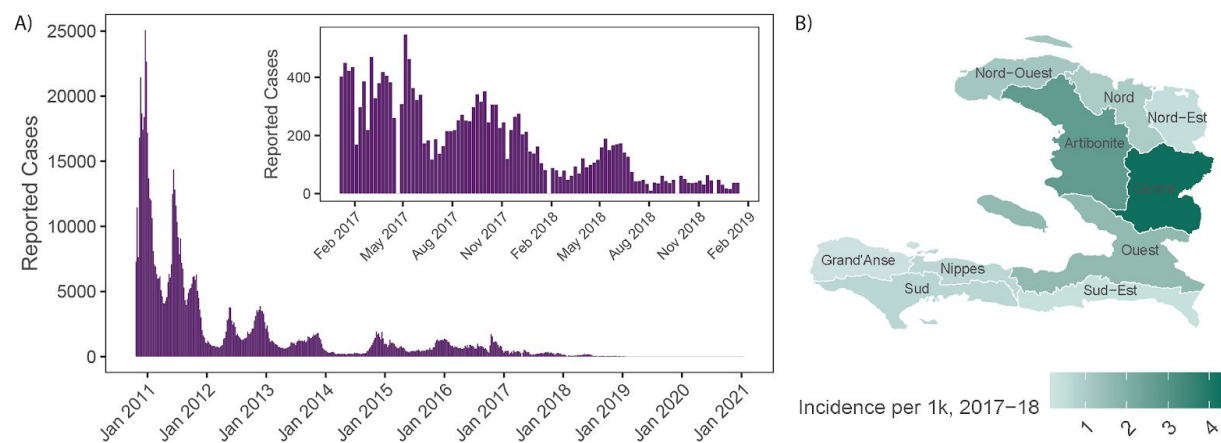 A)
Reported Cases
25000
20000
15000
10000
5000
0
Jan 2011
Jan 2012
Jan 2013
Jan 2014
Jan 2015
Jan 2016
Jan 2017
Jan 2018
Jan 2019
Jan 2020
Jan 2021
Reported Cases
400
200
0
Feb 2017
May 2017
Aug 2017
Nov 2017
Feb 2018
May 2018
Aug 2018
Nov 2018
Feb 2019
B)
Nord-Ouest
Nord
Nord-Est
Artibonite
Ouest
Grand'Anse
Nippes
Sud
Sud-Est
Incidence per 1k, 2017-18
1
2
3
4